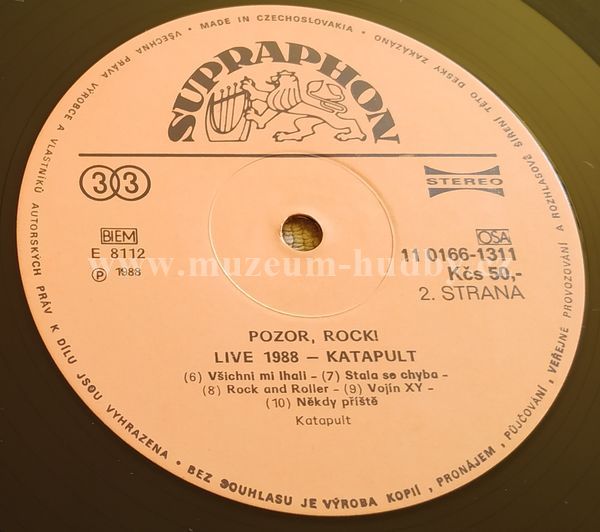 • MADE IN CZECHOSLOVAKIA • VŠECHNA PRÁVA VÝROBCE A VLASTNÍKŮ AUTORSKÝCH PRÁV K DÍLU JSOU VYHRAZENA • BEZ SOUHLASU JE VÝROBA KOPIÍ, PRONÁJEM, PŮJČOVÁNÍ, VEŘEJNÉ PROVOZOVÁNÍ A ROZHLASOVÉ ŠÍŘENÍ TÉTO DESKY ZAKÁZÁNO
SUPRAPHON
33
STEREO
BIEM
OSA
E 8112
11 0166-1311
Ⓟ 1988
Kčs 50,-
2. STRANA
www.muzeum-hudby.cz
POZOR, ROCK!
LIVE 1988 – KATAPULT
(6) Všichni mi lhali – (7) Stala se chyba –
(8) Rock and Roller – (9) Vojín XY –
(10) Někdy příště
Katapult